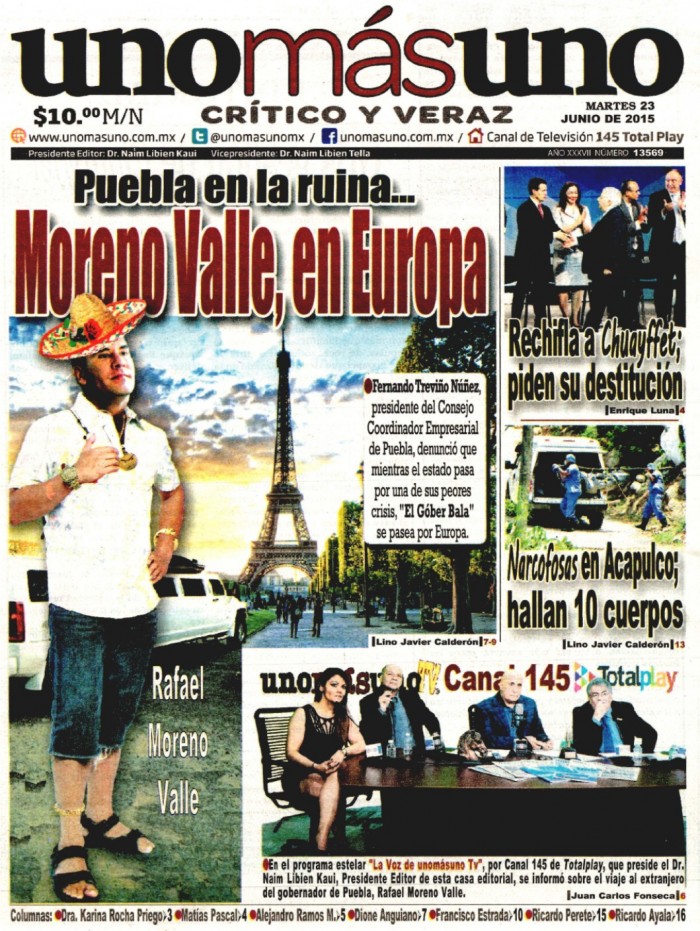 unomásuno
$10.00 M/N
CRÍTICO Y VERAZ
MARTES 23
JUNIO DE 2015
www.unomasuno.com.mx / @unomasunomx / unomasuno.com.mx / Canal de Televisión 145 Total Play
Presidente Editor: Dr. Naim Libien Kaui Vicepresidente: Dr. Naim Libien Tella
AÑO XXXVII NÚMERO 13569
Puebla en la ruina...
Moreno Valle, en Europa
Fernando Treviño Núñez,
presidente del Consejo
Coordinador Empresarial
de Puebla, denunció que
mientras el estado pasa
por una de sus peores
crisis, "El Góber Bala"
se pasea por Europa.
Lino Javier Calderón 7-9
Rafael
Moreno
Valle
Rechifla a Chuayffet;
piden su destitución
Enrique Luna 4
Narcofosas en Acapulco;
hallan 10 cuerpos
Lino Javier Calderón 13
unomásuno TV Canal 145 Totalplay
En el programa estelar "La Voz de unomásuno Tv", por Canal 145 de Totalplay, que preside el Dr.
Naim Libien Kaui, Presidente Editor de esta casa editorial, se informó sobre el viaje al extranjero
del gobernador de Puebla, Rafael Moreno Valle.
Juan Carlos Fonseca 6
Columnas: Dra. Karina Rocha Priego>3 Matías Pascal>4 Alejandro Ramos M.>5 Dione Anguiano>7 Francisco Estrada>10 Ricardo Perete>15 Ricardo Ayala>16